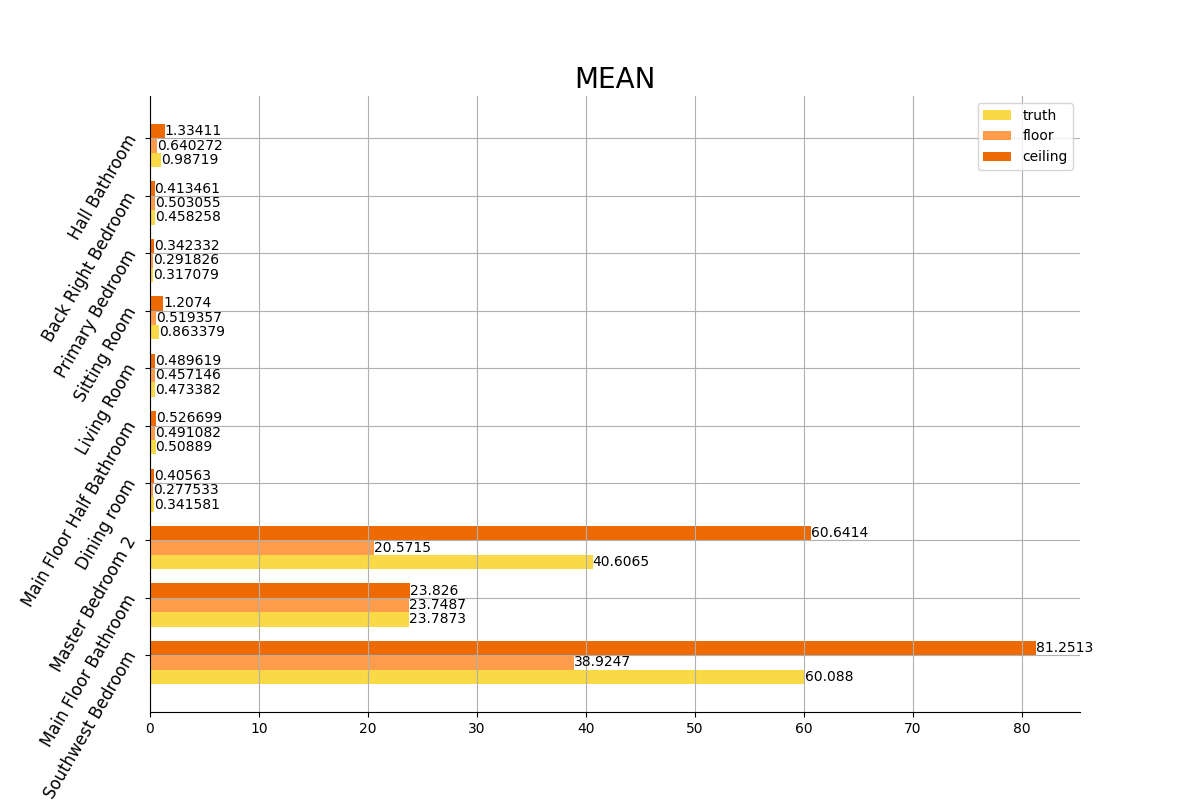 MEAN
truth
floor
ceiling
Hall Bathroom
1.33411
0.640272
0.98719
Back Right Bedroom
0.413461
0.503055
0.458258
Primary Bedroom
0.342332
0.291826
0.317079
Sitting Room
1.2074
0.519357
0.863379
Living Room
0.489619
0.457146
0.473382
Main Floor Half Bathroom
0.526699
0.491082
0.50889
Dining room
0.40563
0.277533
0.341581
Master Bedroom 2
60.6414
20.5715
40.6065
Main Floor Bathroom
23.826
23.7487
23.7873
Southwest Bedroom
81.2513
38.9247
60.088
0 10 20 30 40 50 60 70 80